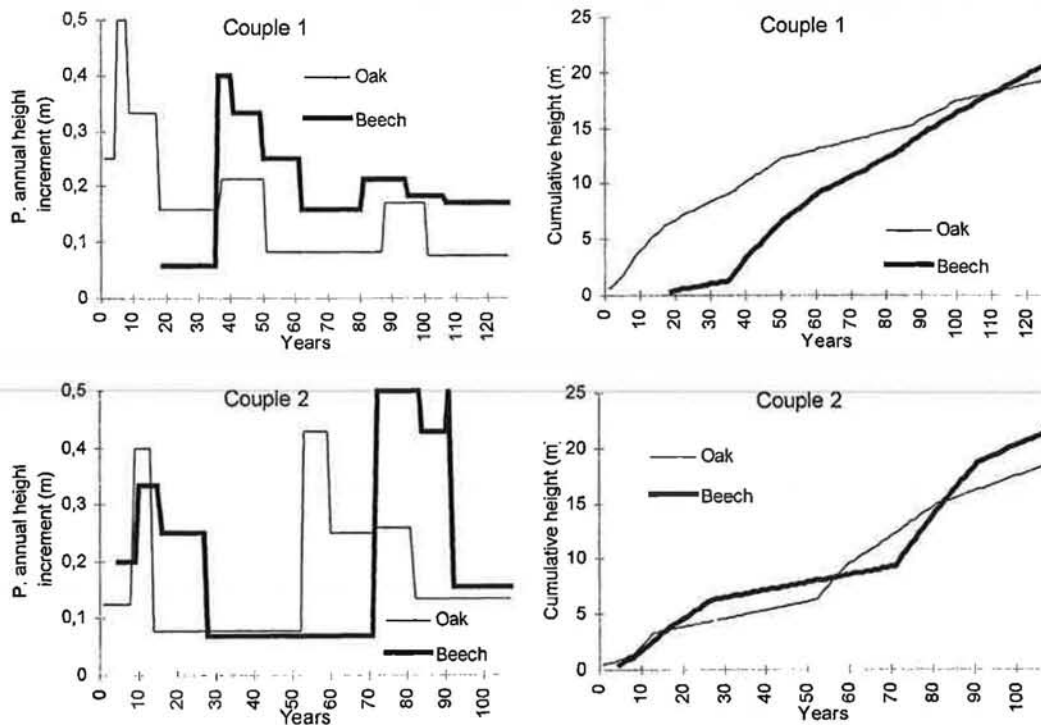 Couple 1
P. annual height
increment (m)
0,5
0,4
0,3
0,2
0,1
0
Oak
Beech
0 10 20 30 40 50 60 70 80 90 100 110 120
Years
Couple 1
Cumulative height (m)
25
20
15
10
5
0
Oak
Beech
0 10 20 30 40 50 60 70 80 90 100 110 120
Years
Couple 2
P. annual height
increment (m)
0,5
0,4
0,3
0,2
0,1
0
Oak
Beech
0 10 20 30 40 50 60 70 80 90 100
Years
Couple 2
Cumulative height (m)
25
20
15
10
5
0
Oak
Beech
0 10 20 30 40 50 60 70 80 90 100
Years